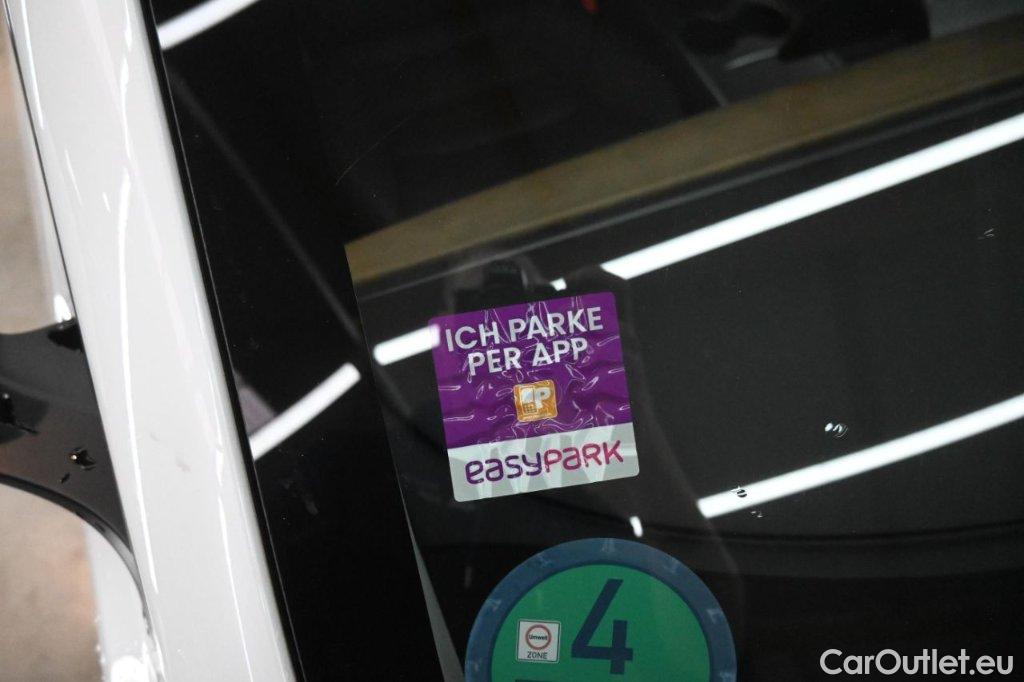 ICH PARKE
PER APP
P
easyPARK
4
Umwelt
ZONE
CarOutlet.eu